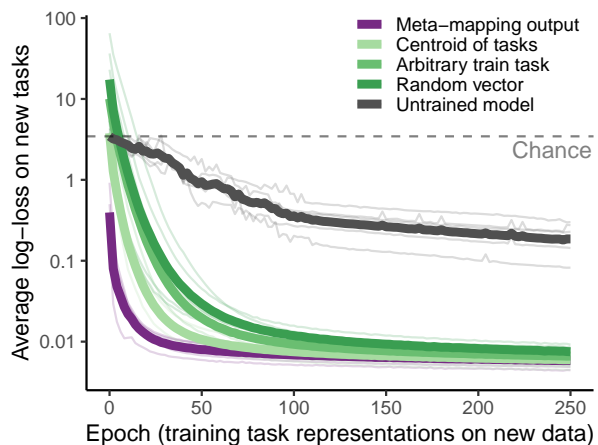 Average log−loss on new tasks
100
10
1
0.1
0.01
Meta−mapping output
Centroid of tasks
Arbitrary train task
Random vector
Untrained model
Chance
0
50
100
150
200
250
Epoch (training task representations on new data)